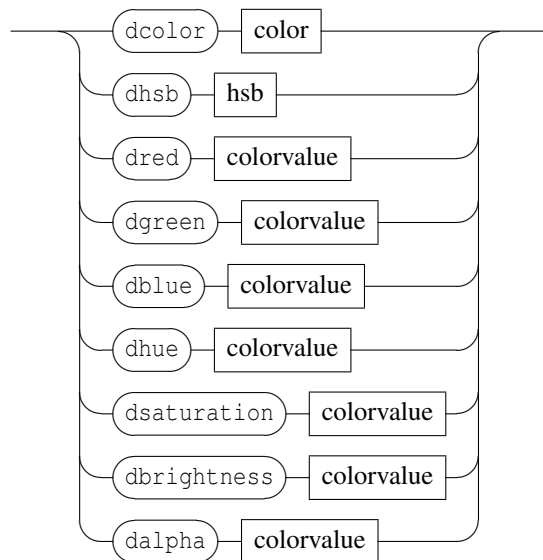 dcolor color
dhsb hsb
dred colorvalue
dgreen colorvalue
dblue colorvalue
dhue colorvalue
dsaturation colorvalue
dbrightness colorvalue
dalpha colorvalue